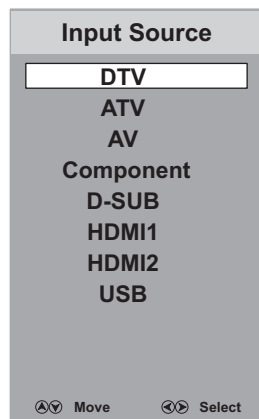 Input Source
DTV
ATV
AV
Component
D-SUB
HDMI1
HDMI2
USB
Move Select